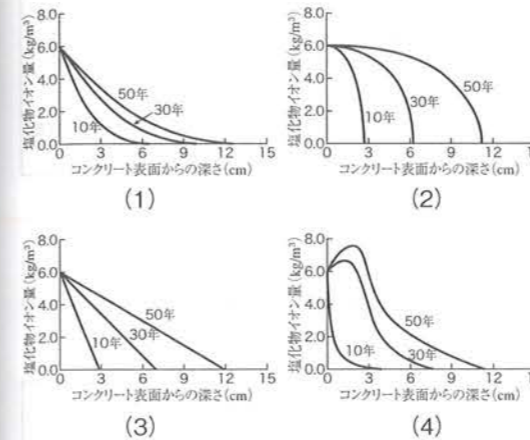 塩化物イオン量(kg/m³)
8.0
6.0
4.0
2.0
0.0
50年
30年
10年
0 3 6 9 12 15
コンクリート表面からの深さ(cm)
(1)
塩化物イオン量(kg/m³)
8.0
6.0
4.0
2.0
0.0
50年
30年
10年
0 3 6 9 12 15
コンクリート表面からの深さ(cm)
(2)
塩化物イオン量(kg/m³)
8.0
6.0
4.0
2.0
0.0
50年
30年
10年
0 3 6 9 12 15
コンクリート表面からの深さ(cm)
(3)
塩化物イオン量(kg/m³)
8.0
6.0
4.0
2.0
0.0
50年
30年
10年
0 3 6 9 12 15
コンクリート表面からの深さ(cm)
(4)